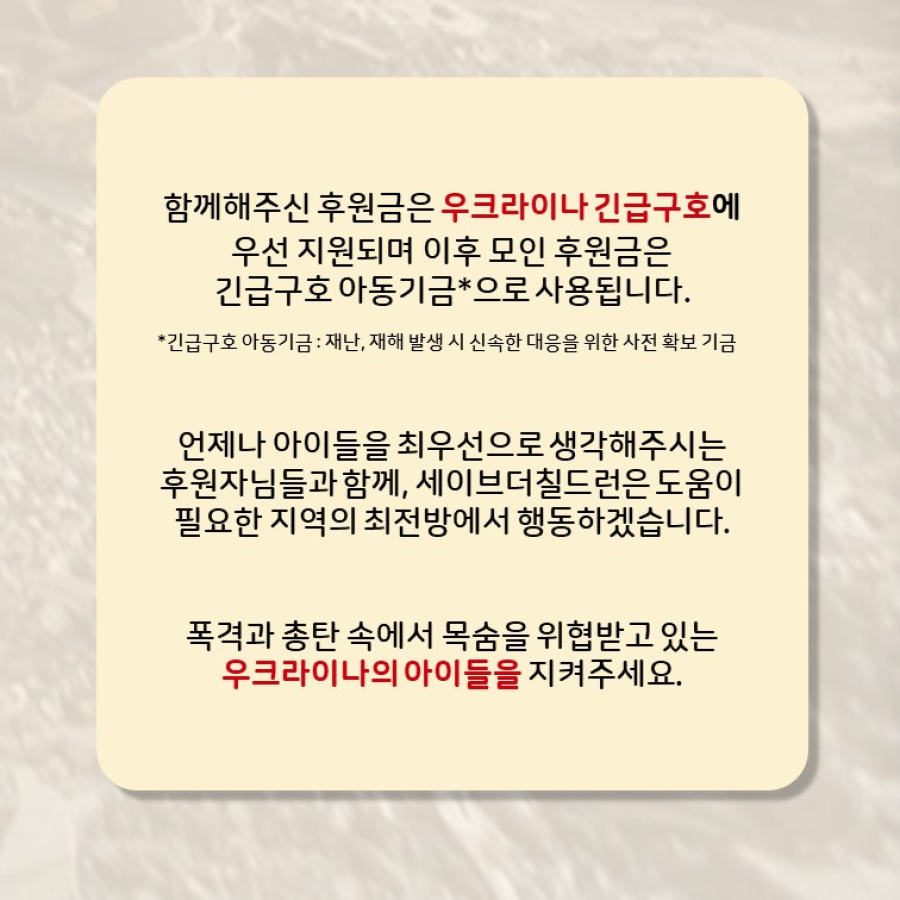 함께해주신 후원금은 우크라이나 긴급구호에
우선 지원되며 이후 모인 후원금은
긴급구호 아동기금*으로 사용됩니다.
*긴급구호 아동기금 : 재난, 재해 발생 시 신속한 대응을 위한 사전 확보 기금
언제나 아이들을 최우선으로 생각해주시는
후원자님들과 함께, 세이브더칠드런은 도움이
필요한 지역의 최전방에서 행동하겠습니다.
폭격과 총탄 속에서 목숨을 위협받고 있는
우크라이나의 아이들을 지켜주세요.